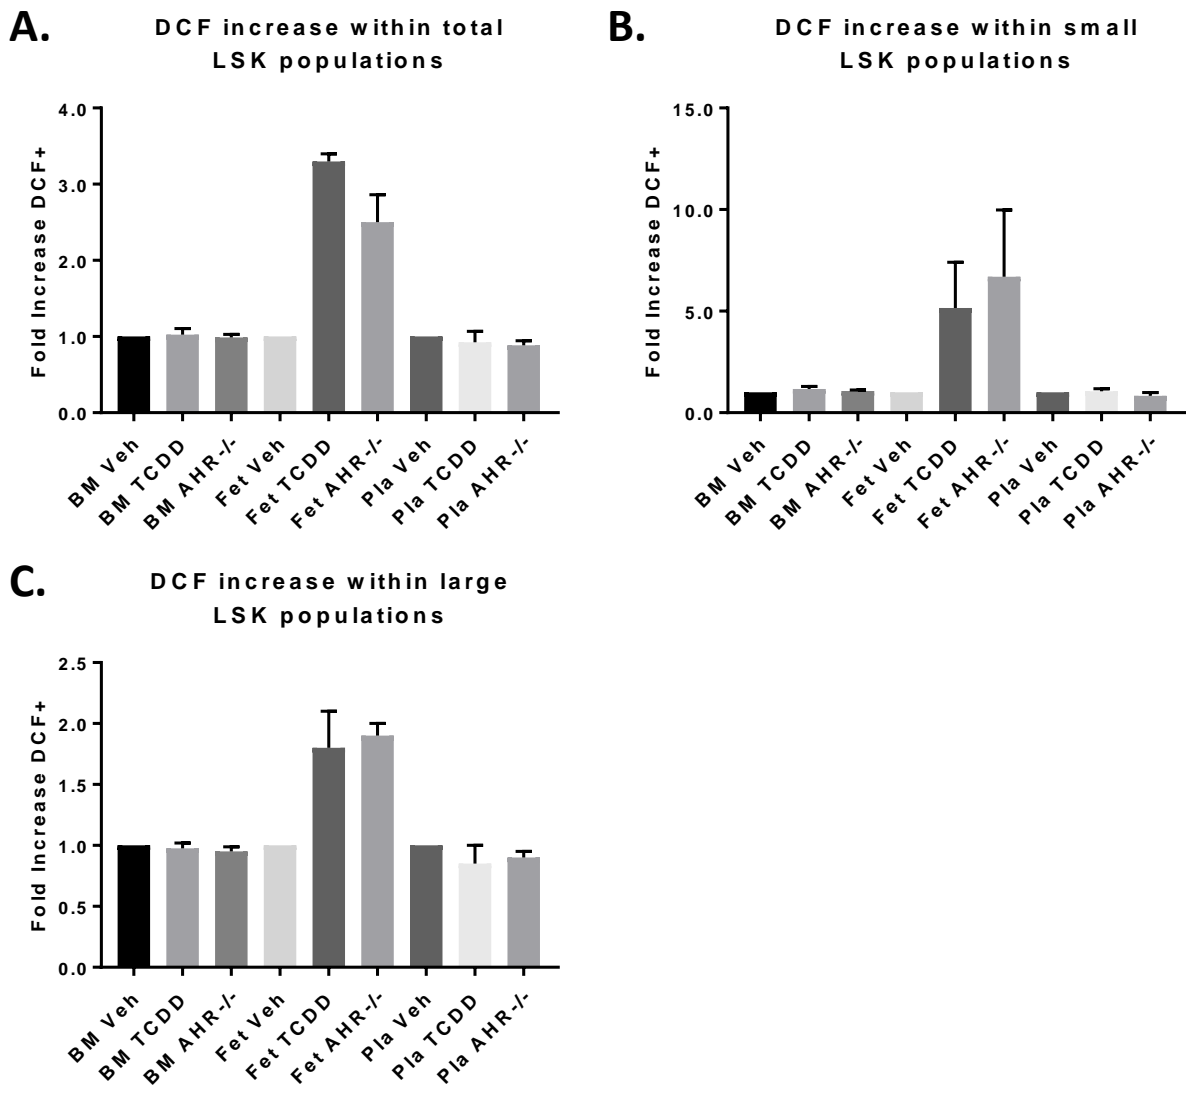 A.
DCF increase within total
LSK populations
Fold Increase DCF+
4.0
3.0
2.0
1.0
0.0
BM Veh
BM TCDD
BM AHR-/-
Fet Veh
Fet TCDD
Fet AHR-/-
Pla Veh
Pla TCDD
Pla AHR-/-
B.
DCF increase within small
LSK populations
Fold Increase DCF+
15.0
10.0
5.0
0.0
BM Veh
BM TCDD
BM AHR-/-
Fet Veh
Fet TCDD
Fet AHR-/-
Pla Veh
Pla TCDD
Pla AHR-/-
C.
DCF increase within large
LSK populations
Fold Increase DCF+
2.5
2.0
1.5
1.0
0.5
0.0
BM Veh
BM TCDD
BM AHR-/-
Fet Veh
Fet TCDD
Fet AHR-/-
Pla Veh
Pla TCDD
Pla AHR-/-